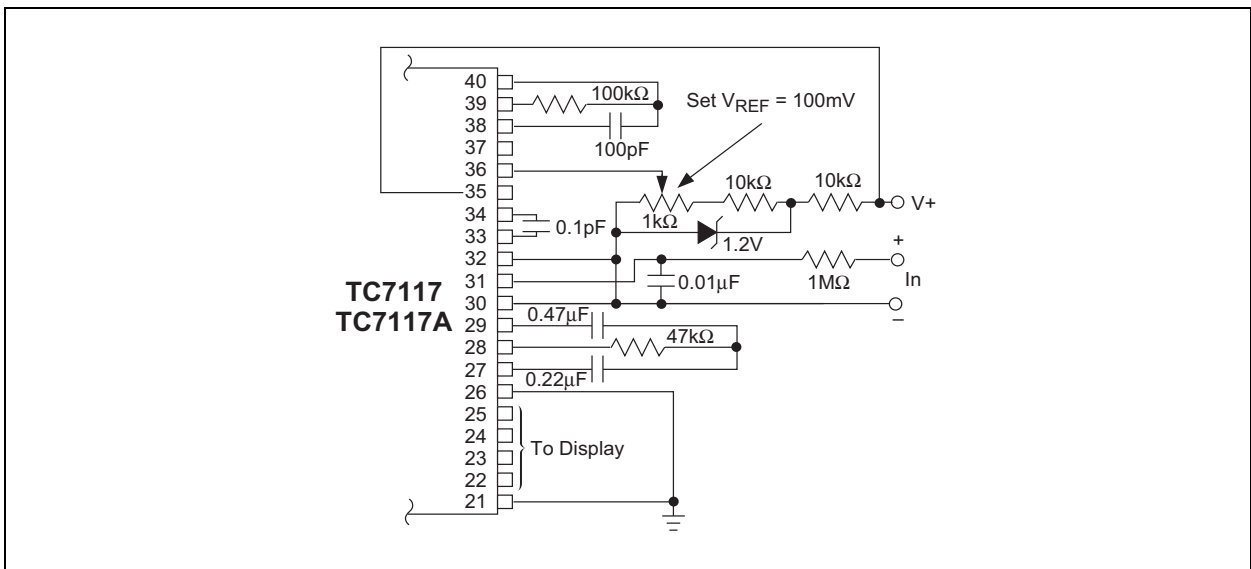 40
39
38
37
36
35
34
33
32
31
30
29
28
27
26
25
24
23
22
21
TC7117
TC7117A
100kΩ
100pF
Set VREF = 100mV
10kΩ
10kΩ
V+
1kΩ
1.2V
0.1pF
+
In
–
1MΩ
0.01µF
0.47µF
47kΩ
0.22µF
To Display